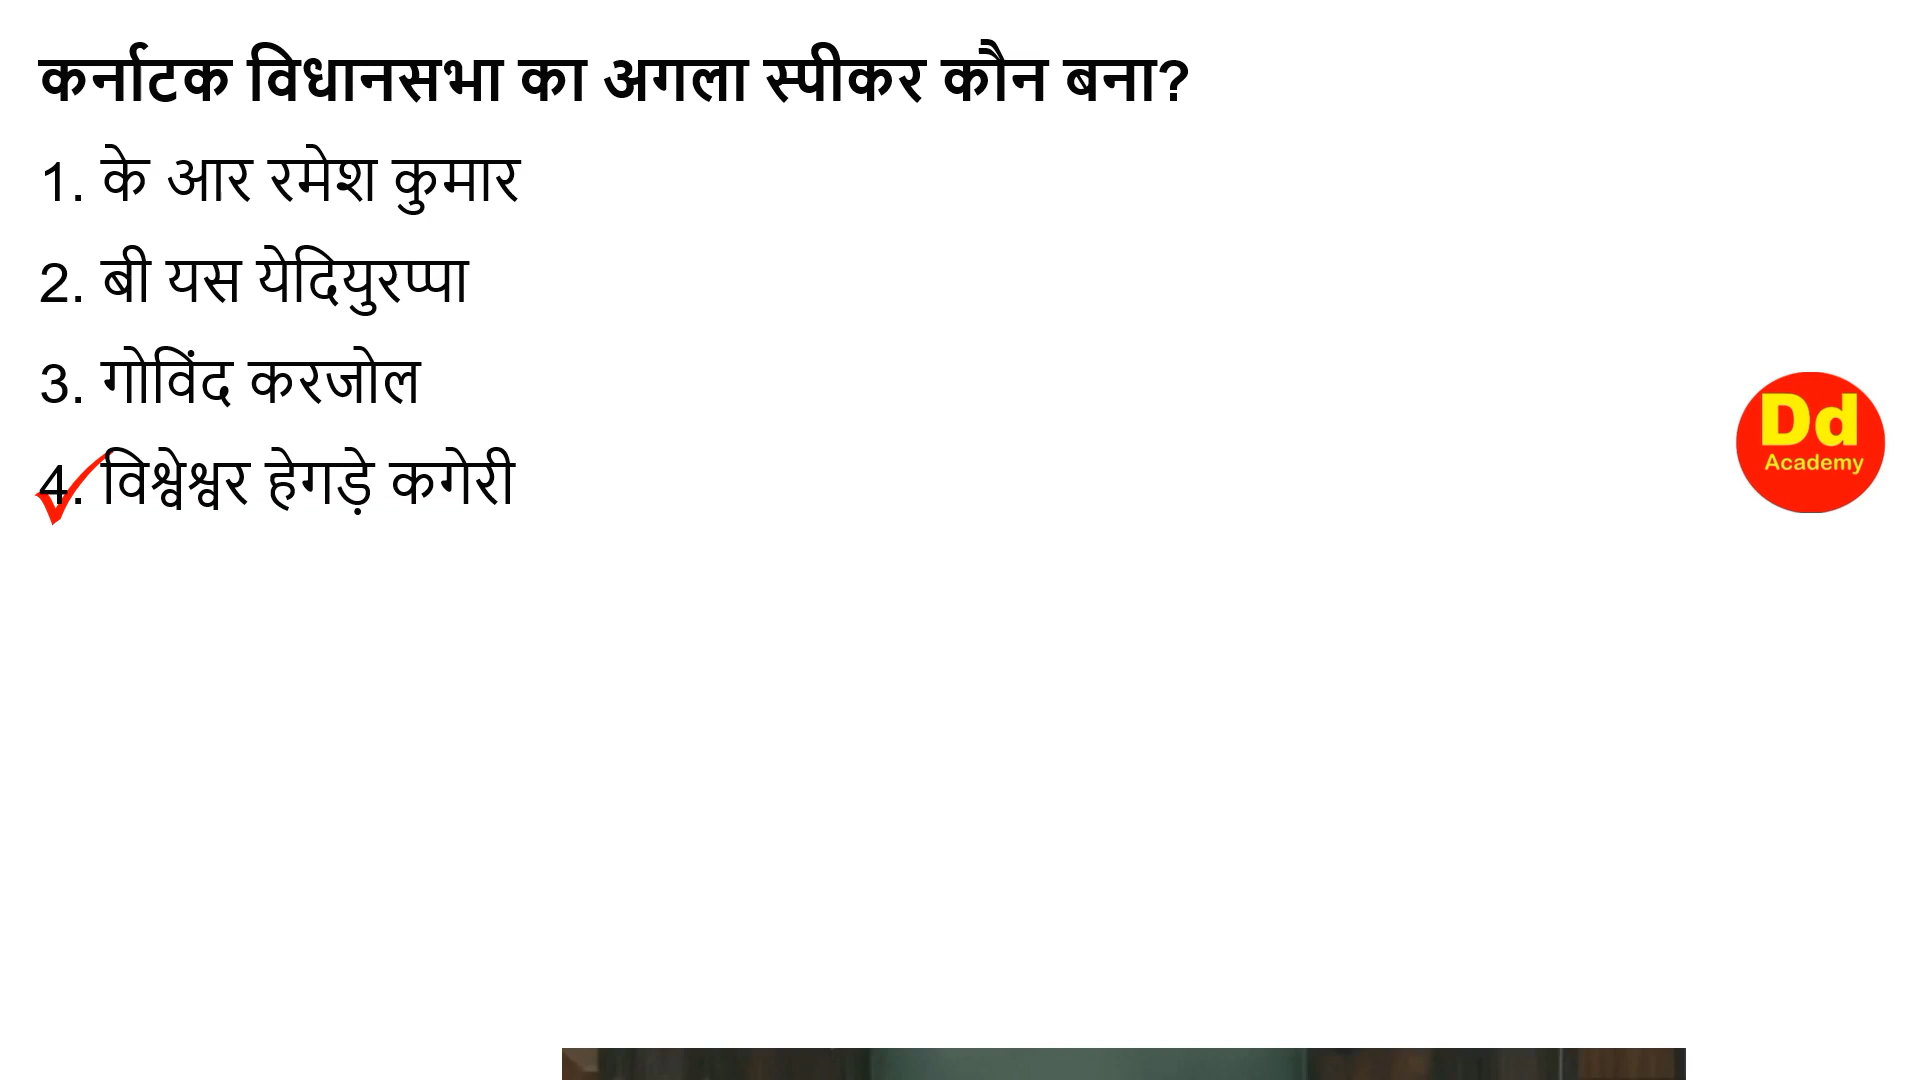 कर्नाटक विधानसभा का अगला स्पीकर कौन बना?
1. के आर रमेश कुमार
2. बी यस येदियुरप्पा
3. गोविंद करजोल
4. विश्वेश्वर हेगड़े कगेरी
Dd
Academy